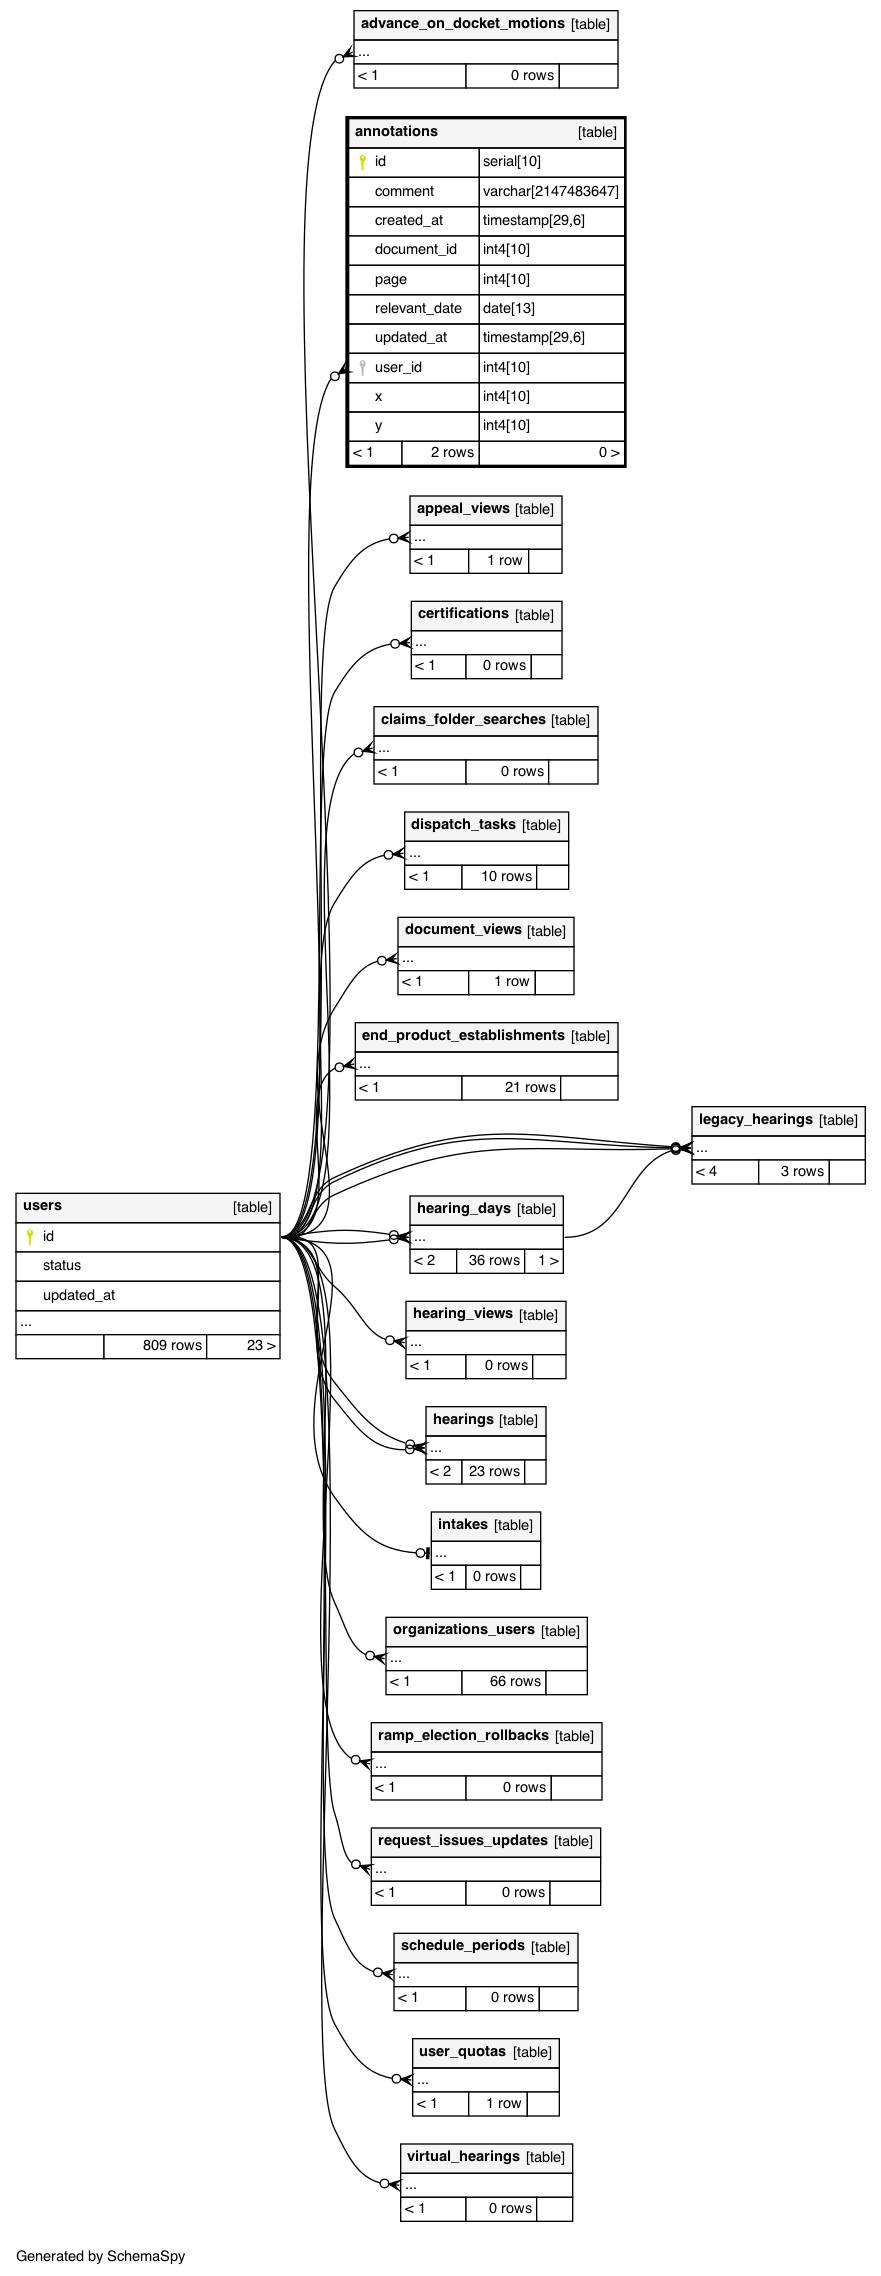 advance_on_docket_motions [table]
...
< 1 0 rows
annotations [table]
id serial[10]
comment varchar[2147483647]
created_at timestamp[29,6]
document_id int4[10]
page int4[10]
relevant_date date[13]
updated_at timestamp[29,6]
user_id int4[10]
x int4[10]
y int4[10]
< 1 2 rows 0 >
appeal_views [table]
...
< 1 1 row
certifications [table]
...
< 1 0 rows
claims_folder_searches [table]
...
< 1 0 rows
dispatch_tasks [table]
...
< 1 10 rows
document_views [table]
...
< 1 1 row
end_product_establishments [table]
...
< 1 21 rows
legacy_hearings [table]
...
< 4 3 rows
users [table]
id
status
updated_at
...
809 rows 23 >
hearing_days [table]
...
< 2 36 rows 1 >
hearing_views [table]
...
< 1 0 rows
hearings [table]
...
< 2 23 rows
intakes [table]
...
< 1 0 rows
organizations_users [table]
...
< 1 66 rows
ramp_election_rollbacks [table]
...
< 1 0 rows
request_issues_updates [table]
...
< 1 0 rows
schedule_periods [table]
...
< 1 0 rows
user_quotas [table]
...
< 1 1 row
virtual_hearings [table]
...
< 1 0 rows
Generated by SchemaSpy